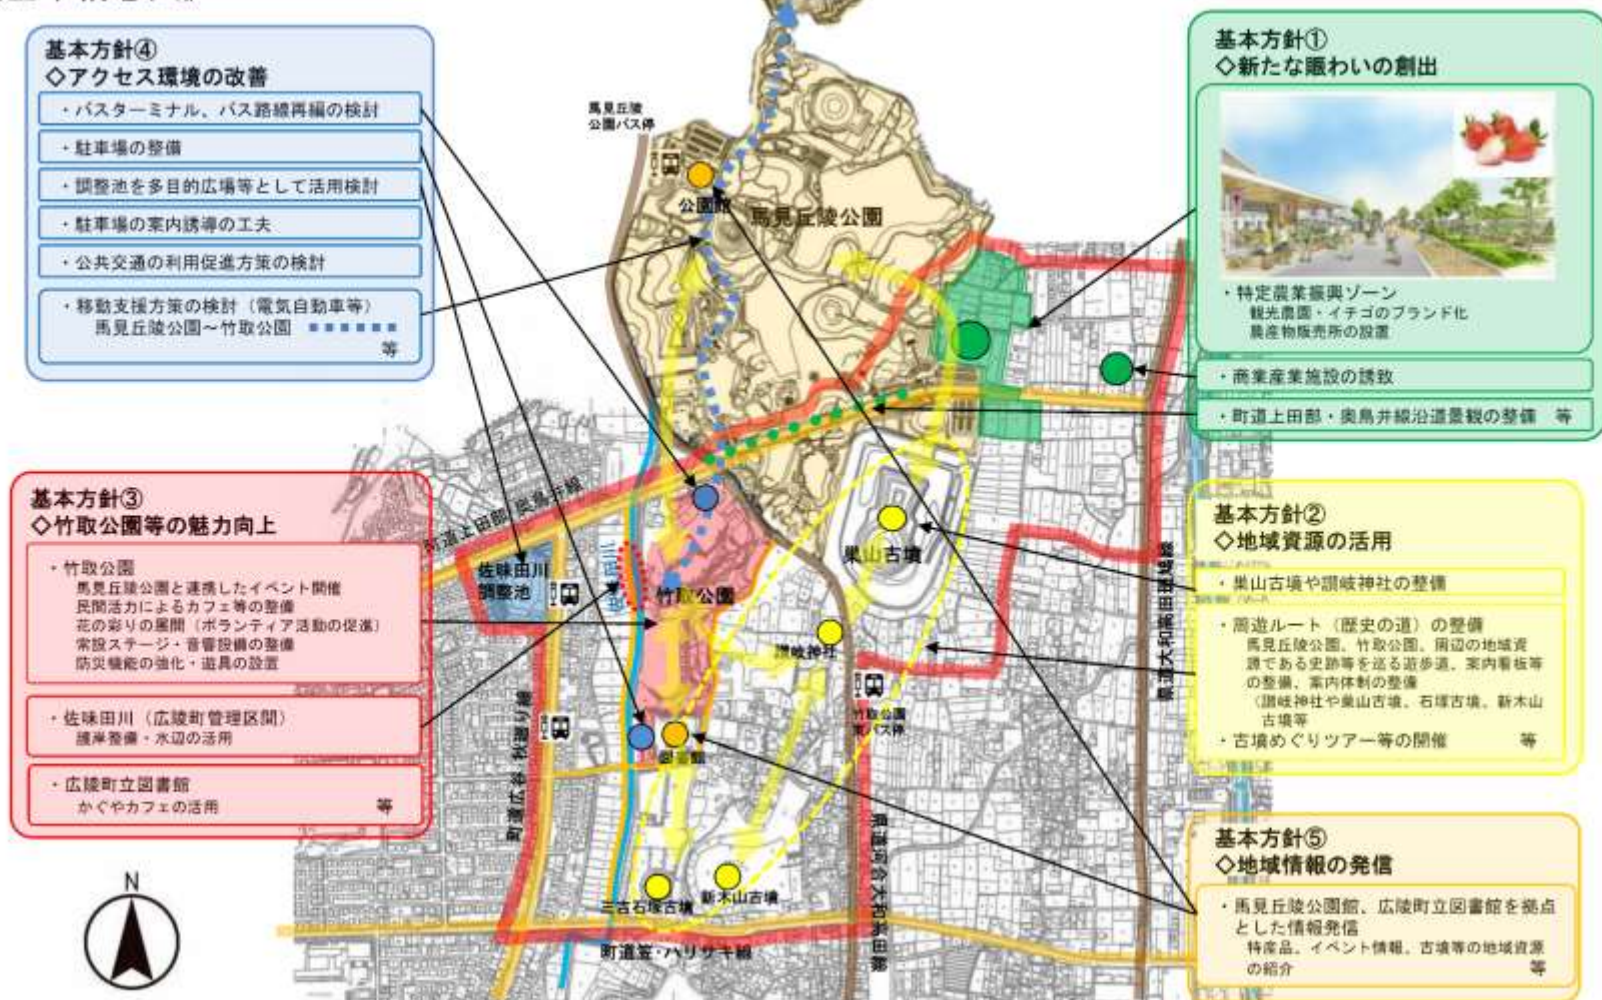 基本方針④
◇アクセス環境の改善
・バスターミナル、バス路線再編の検討
・駐車場の整備
・調整池を多目的広場等として活用検討
・駐車場の案内誘導の工夫
・公共交通の利用促進方策の検討
・移動支援方策の検討（電気自動車等）
馬見丘陵公園～竹取公園
等
基本方針③
◇竹取公園等の魅力向上
・竹取公園
馬見丘陵公園と連携したイベント開催
民間活力によるカフェ等の整備
花の彩りの展開（ボランティア活動の促進）
常設ステージ・音響設備の整備
防災機能の強化・遊具の設置
・佐味田川（広陵町管理区間）
護岸整備・水辺の活用
・広陵町立図書館
かぐやカフェの活用　等
N
馬見丘陵
公園バス停
公園館
馬見丘陵公園
町道上田部・奥鳥井線
佐味田川
調整池
佐味田川
竹取公園
巣山古墳
讃岐神社
竹取公園
東バス停
図書館
三吉石塚古墳
新木山古墳
町道笠・ハリサキ線
県道河合大和高田線
基本方針①
◇新たな賑わいの創出
・特定農業振興ゾーン
観光農園・イチゴのブランド化
農産物販売所の設置
・商業産業施設の誘致
・町道上田部・奥鳥井線沿道景観の整備　等
基本方針②
◇地域資源の活用
・巣山古墳や讃岐神社の整備
・周遊ルート（歴史の道）の整備
馬見丘陵公園、竹取公園、周辺の地域資
源である史跡等を巡る遊歩道、案内看板等
の整備、案内体制の整備
（讃岐神社や巣山古墳、石塚古墳、新木山
古墳等
・古墳めぐりツアー等の開催　等
基本方針⑤
◇地域情報の発信
・馬見丘陵公園館、広陵町立図書館を拠点
とした情報発信
特産品、イベント情報、古墳等の地域資源
の紹介　等